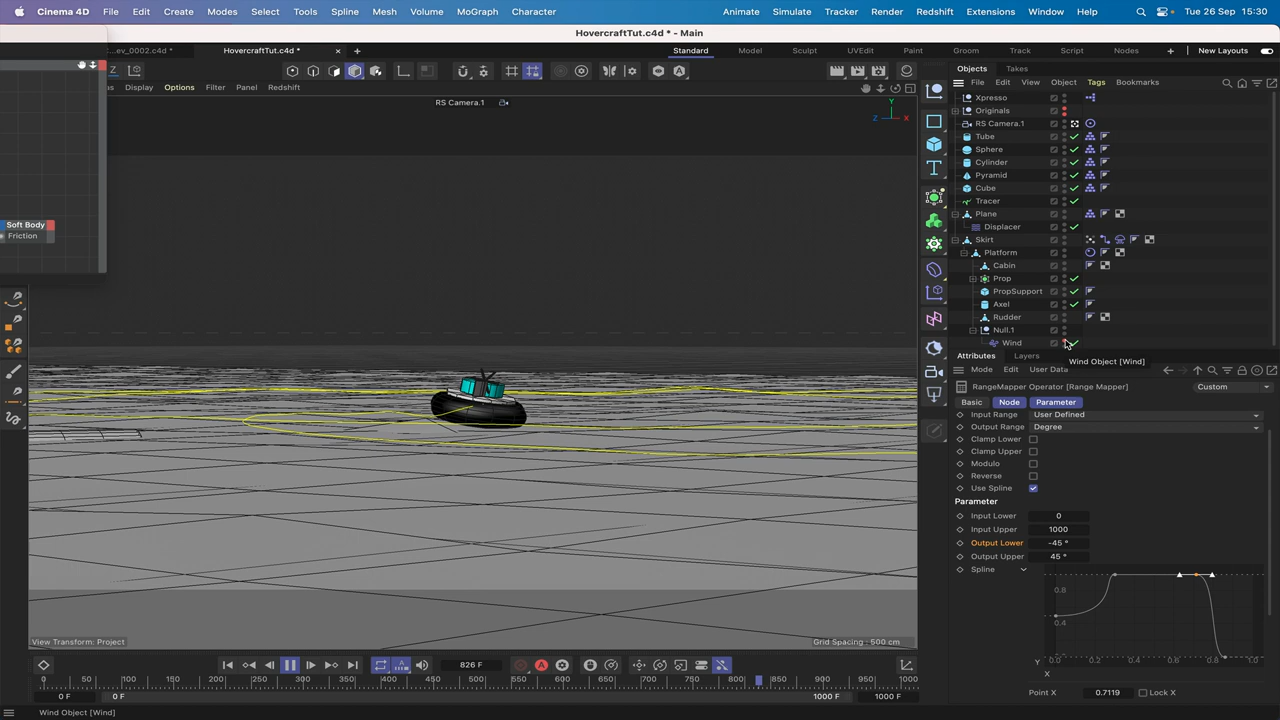 Cinema 4D File Edit Create Modes Select Tools Spline Mesh Volume MoGraph Character Animate Simulate Tracker Render Redshift Extensions Window Help Tue 26 Sep 15:30
HovercraftTut.c4d * - Main
...ev_0002.c4d * HovercraftTut.c4d * Standard Model Sculpt UVEdit Paint Groom Track Script Nodes New Layouts
Objects Takes
File Edit View Object Tags Bookmarks
Display Options Filter Panel Redshift
RS Camera.1
Y
Z X
Soft Body
Friction
Xpresso
Originals
RS Camera.1
Tube
Sphere
Cylinder
Pyramid
Cube
Tracer
Plane
Displacer
Skirt
Platform
Cabin
Prop
PropSupport
Axel
Rudder
Null.1
Wind
Wind Object [Wind]
Attributes Layers
Mode Edit User Data
RangeMapper Operator [Range Mapper] Custom
Basic Node Parameter
Input Range User Defined
Output Range Degree
Clamp Lower
Clamp Upper
Modulo
Reverse
Use Spline
Parameter
Input Lower 0
Input Upper 1000
Output Lower -45 °
Output Upper 45 °
Spline
0.8
0.4
Y 0.0 0.2 0.4 0.6 0.8 1.0
X
Point X 0.7119 Lock X
View Transform: Project Grid Spacing : 500 cm
826 F
0 50 100 150 200 250 300 350 400 450 500 550 600 650 700 750 800 850 900 950 1000
0 F 0 F 1000 F 1000 F
Wind Object [Wind]